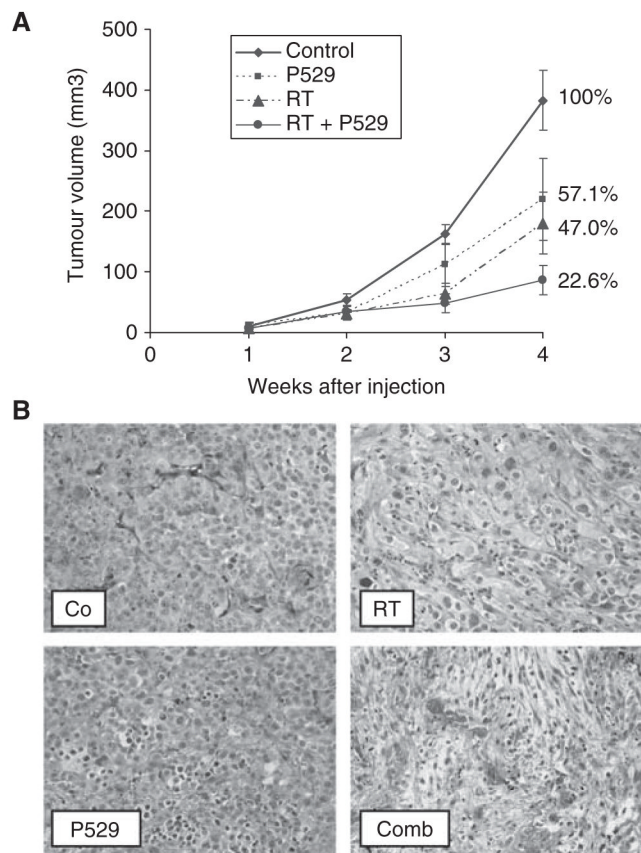 A
Tumour volume (mm3)
500
400
300
200
100
0
Control
P529
RT
RT + P529
100%
57.1%
47.0%
22.6%
0 1 2 3 4
Weeks after injection
B
Co
RT
P529
Comb